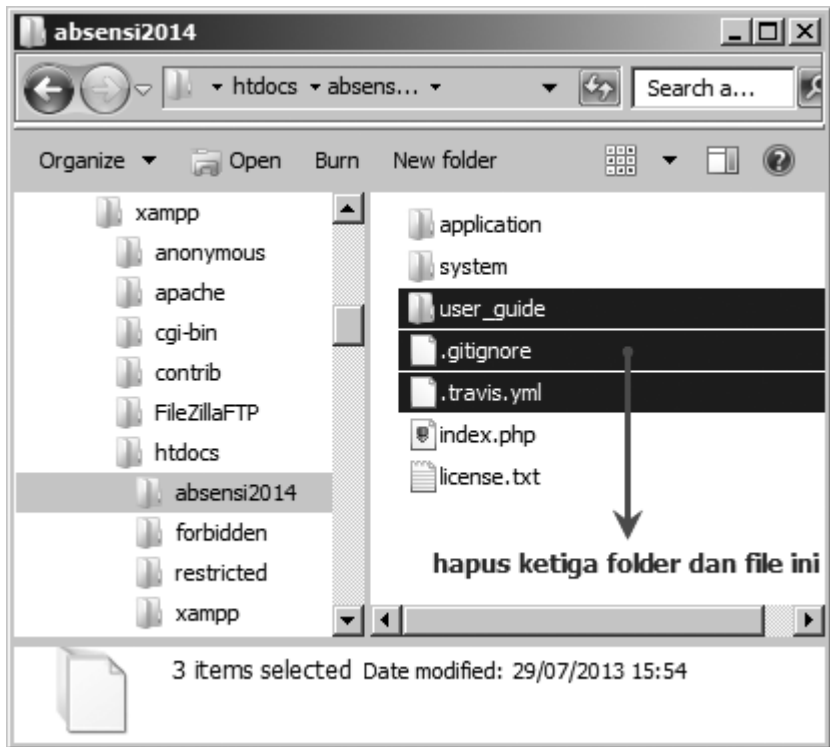 absensi2014
htdocs absens...
Search a...
Organize Open Burn New folder
xampp
anonymous
apache
cgi-bin
contrib
FileZillaFTP
htdocs
absensi2014
forbidden
restricted
xampp
application
system
user_guide
.gitignore
.travis.yml
index.php
license.txt
hapus ketiga folder dan file ini
3 items selected Date modified: 29/07/2013 15:54